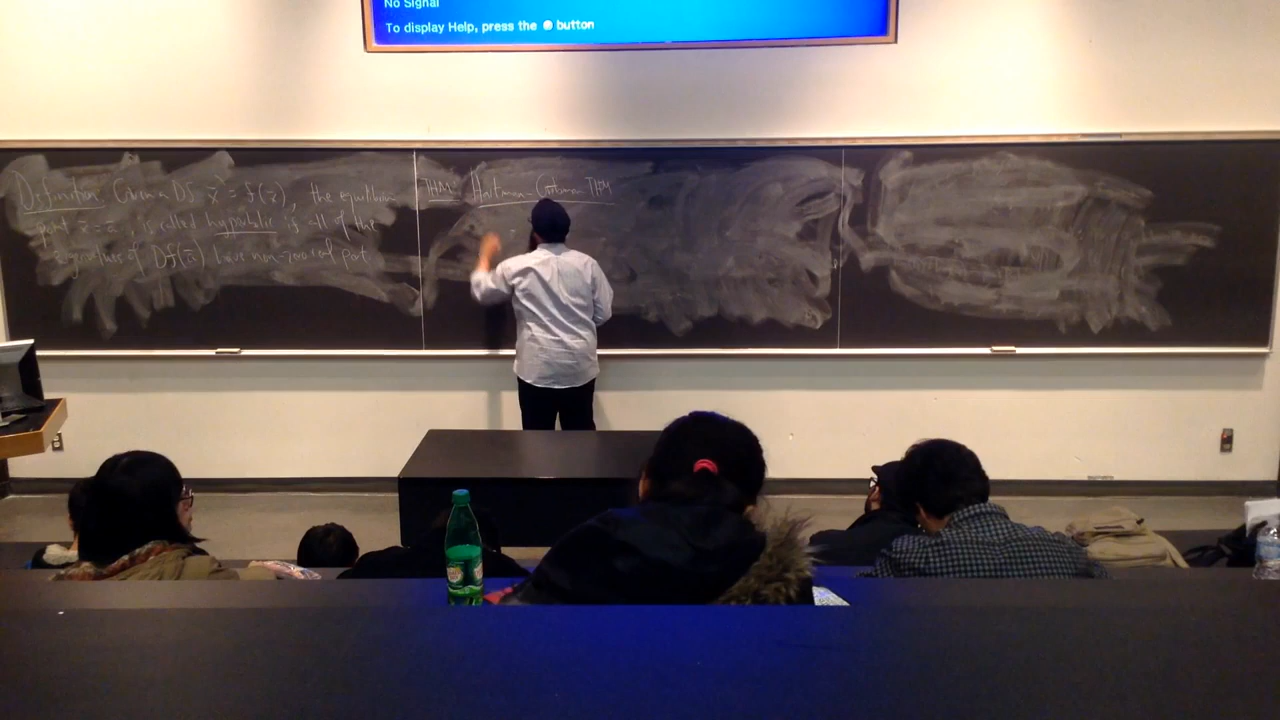 No Signal
To display Help, press the button
Definition Given a DS x' = f(x), the equilibrium
point x = a, is called hyperbolic if all of the
eigenvalues of Df(a) have non-zero real part
THM: Hartman-Grobman THM